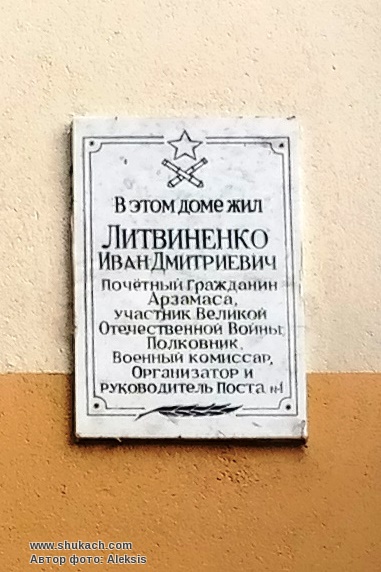 В этом доме жил
Литвиненко
Иван Дмитриевич
Почётный Гражданин
Арзамаса,
участник Великой
Отечественной Войны,
Полковник,
Военный комиссар,
Организатор и
руководитель Поста №1
www.shukach.com
Автор фото: Aleksis